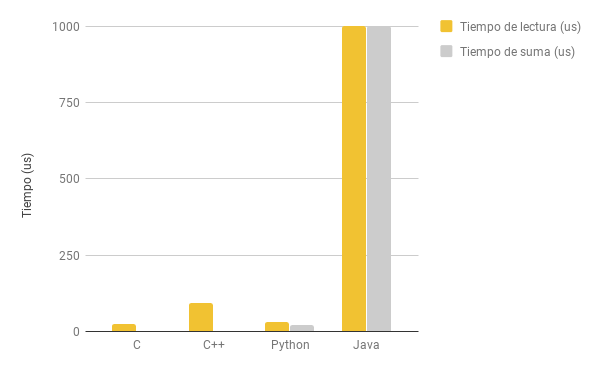 1000
750
500
250
0
Tiempo (us)
C
C++
Python
Java
Tiempo de lectura (us)
Tiempo de suma (us)